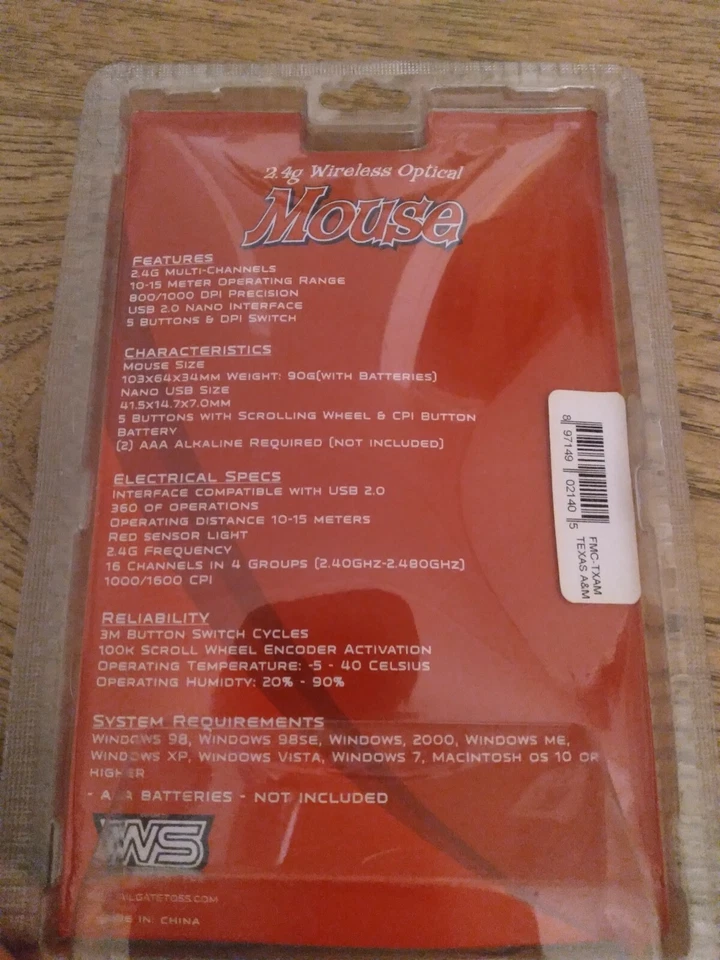 2.4g Wireless Optical
Mouse
FEATURES
2.4G MULTI-CHANNELS
10-15 METER OPERATING RANGE
800/1000 DPI PRECISION
USB 2.0 NANO INTERFACE
5 BUTTONS & DPI SWITCH
CHARACTERISTICS
MOUSE SIZE
103X64X34MM WEIGHT: 90G(WITH BATTERIES)
NANO USB SIZE
41.5X14.7X7.0MM
5 BUTTONS WITH SCROLLING WHEEL & CPI BUTTON
BATTERY
(2) AAA ALKALINE REQUIRED (NOT INCLUDED)
ELECTRICAL SPECS
INTERFACE COMPATIBLE WITH USB 2.0
360 OF OPERATIONS
OPERATING DISTANCE 10-15 METERS
RED SENSOR LIGHT
2.4G FREQUENCY
16 CHANNELS IN 4 GROUPS (2.40GHZ-2.480GHZ)
1000/1600 CPI
RELIABILITY
3M BUTTON SWITCH CYCLES
100K SCROLL WHEEL ENCODER ACTIVATION
OPERATING TEMPERATURE: -5 - 40 CELSIUS
OPERATING HUMIDTY: 20% - 90%
SYSTEM REQUIREMENTS
WINDOWS 98, WINDOWS 98SE, WINDOWS, 2000, WINDOWS ME,
WINDOWS XP, WINDOWS VISTA, WINDOWS 7, MACINTOSH OS 10 OR
HIGHER
- AAA BATTERIES - NOT INCLUDED
WS
MADE IN: CHINA
8 97149 02140 5
FMC-TXAM
TEXAS A&M